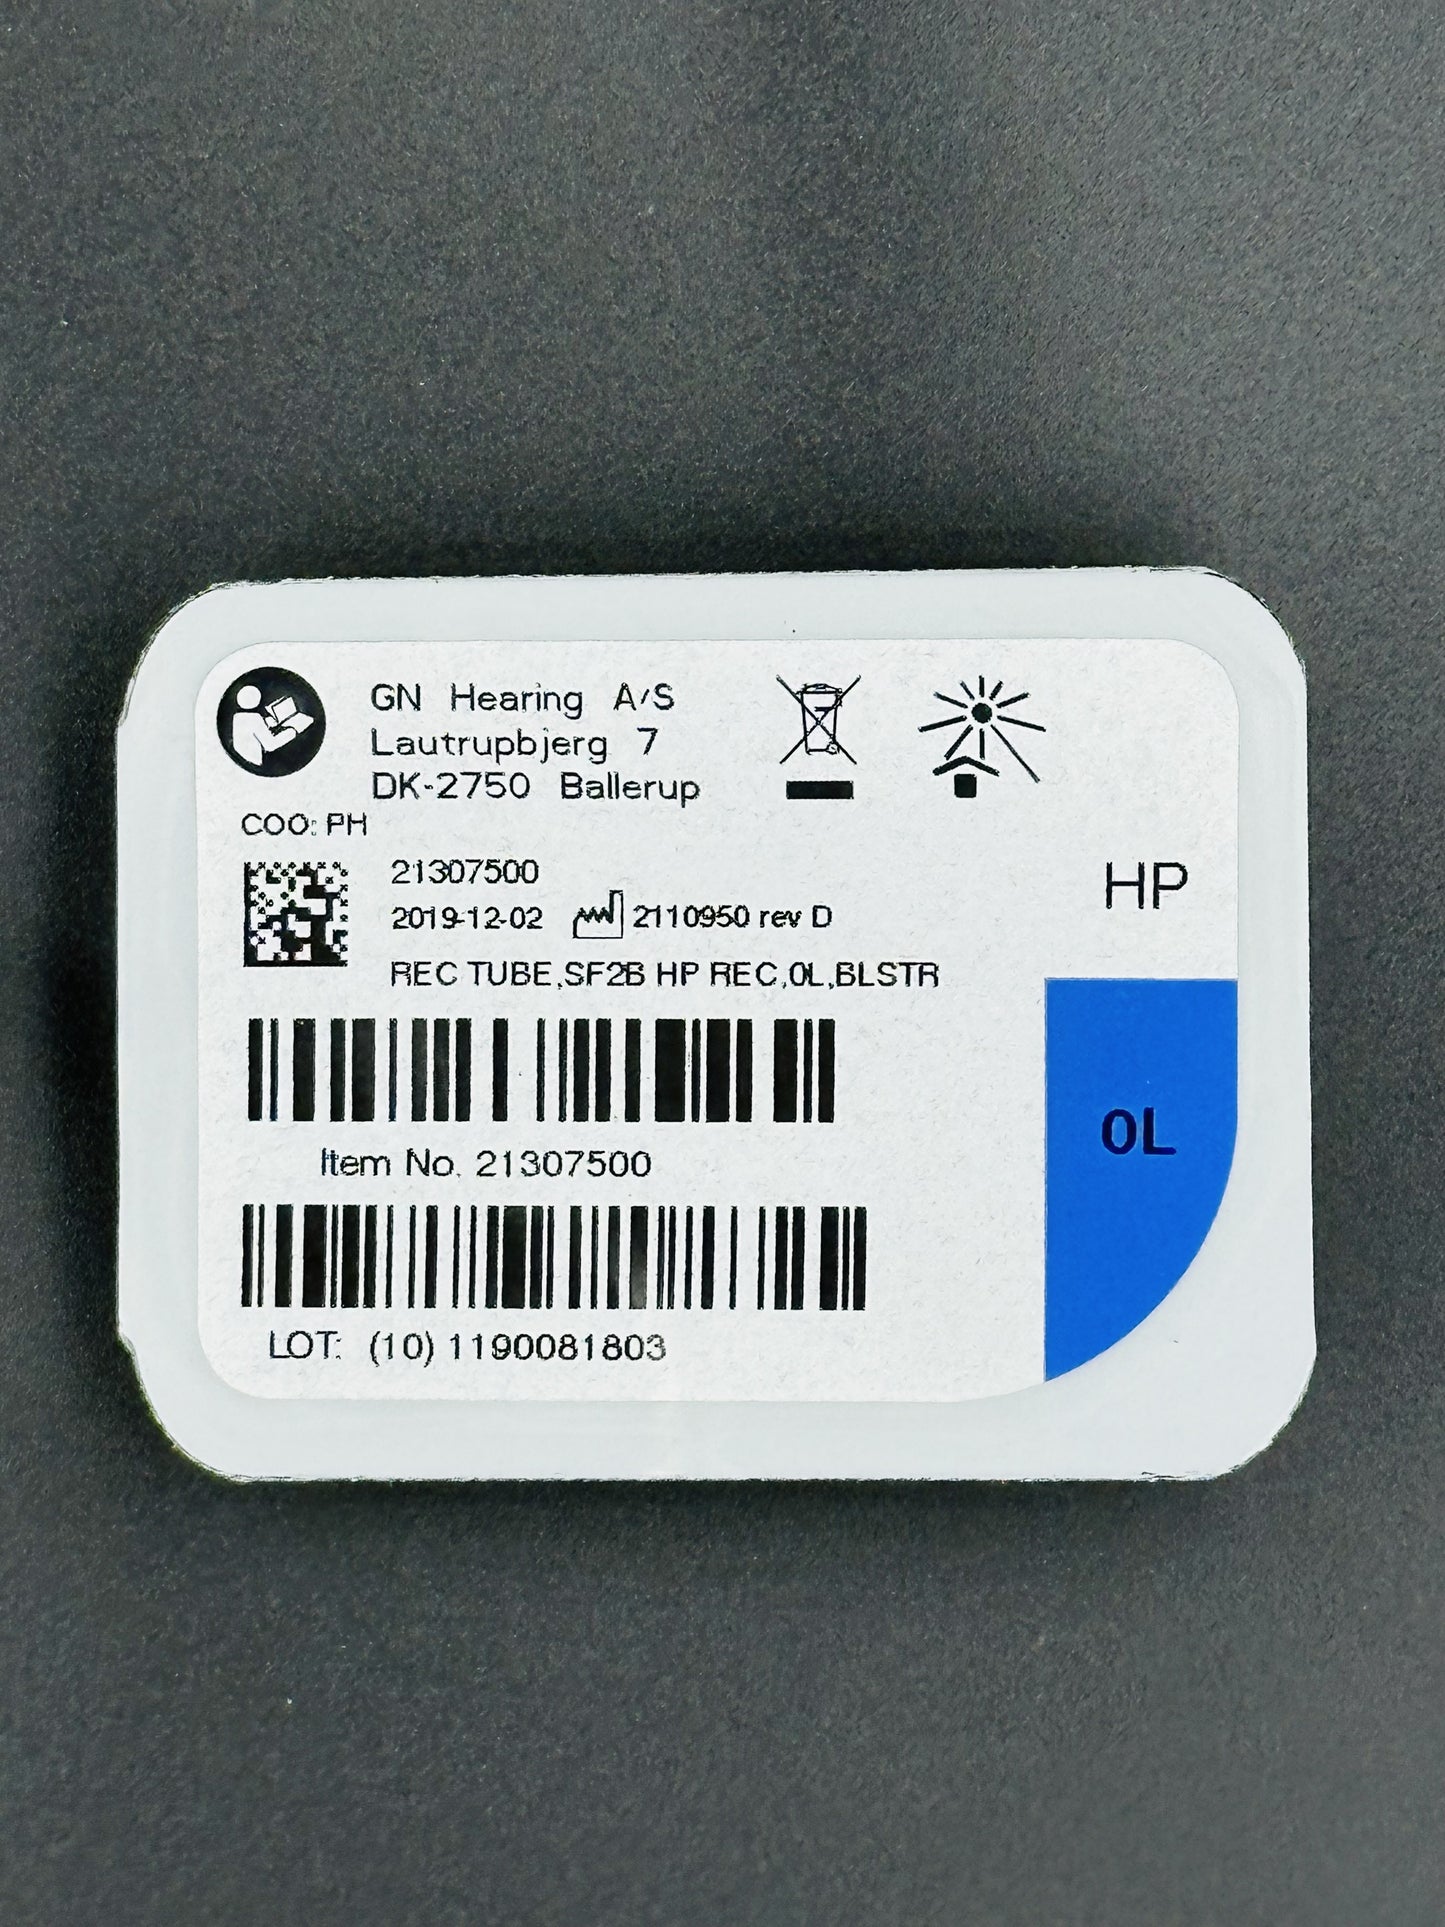 GN Hearing A/S
Lautrupbjerg 7
DK-2750 Ballerup
COO: PH
21307500
2019-12-02 2110950 rev D
REC TUBE,SF2B HP REC,0L,BLSTR
HP
0L
Item No. 21307500
LOT: (10) 1190081803